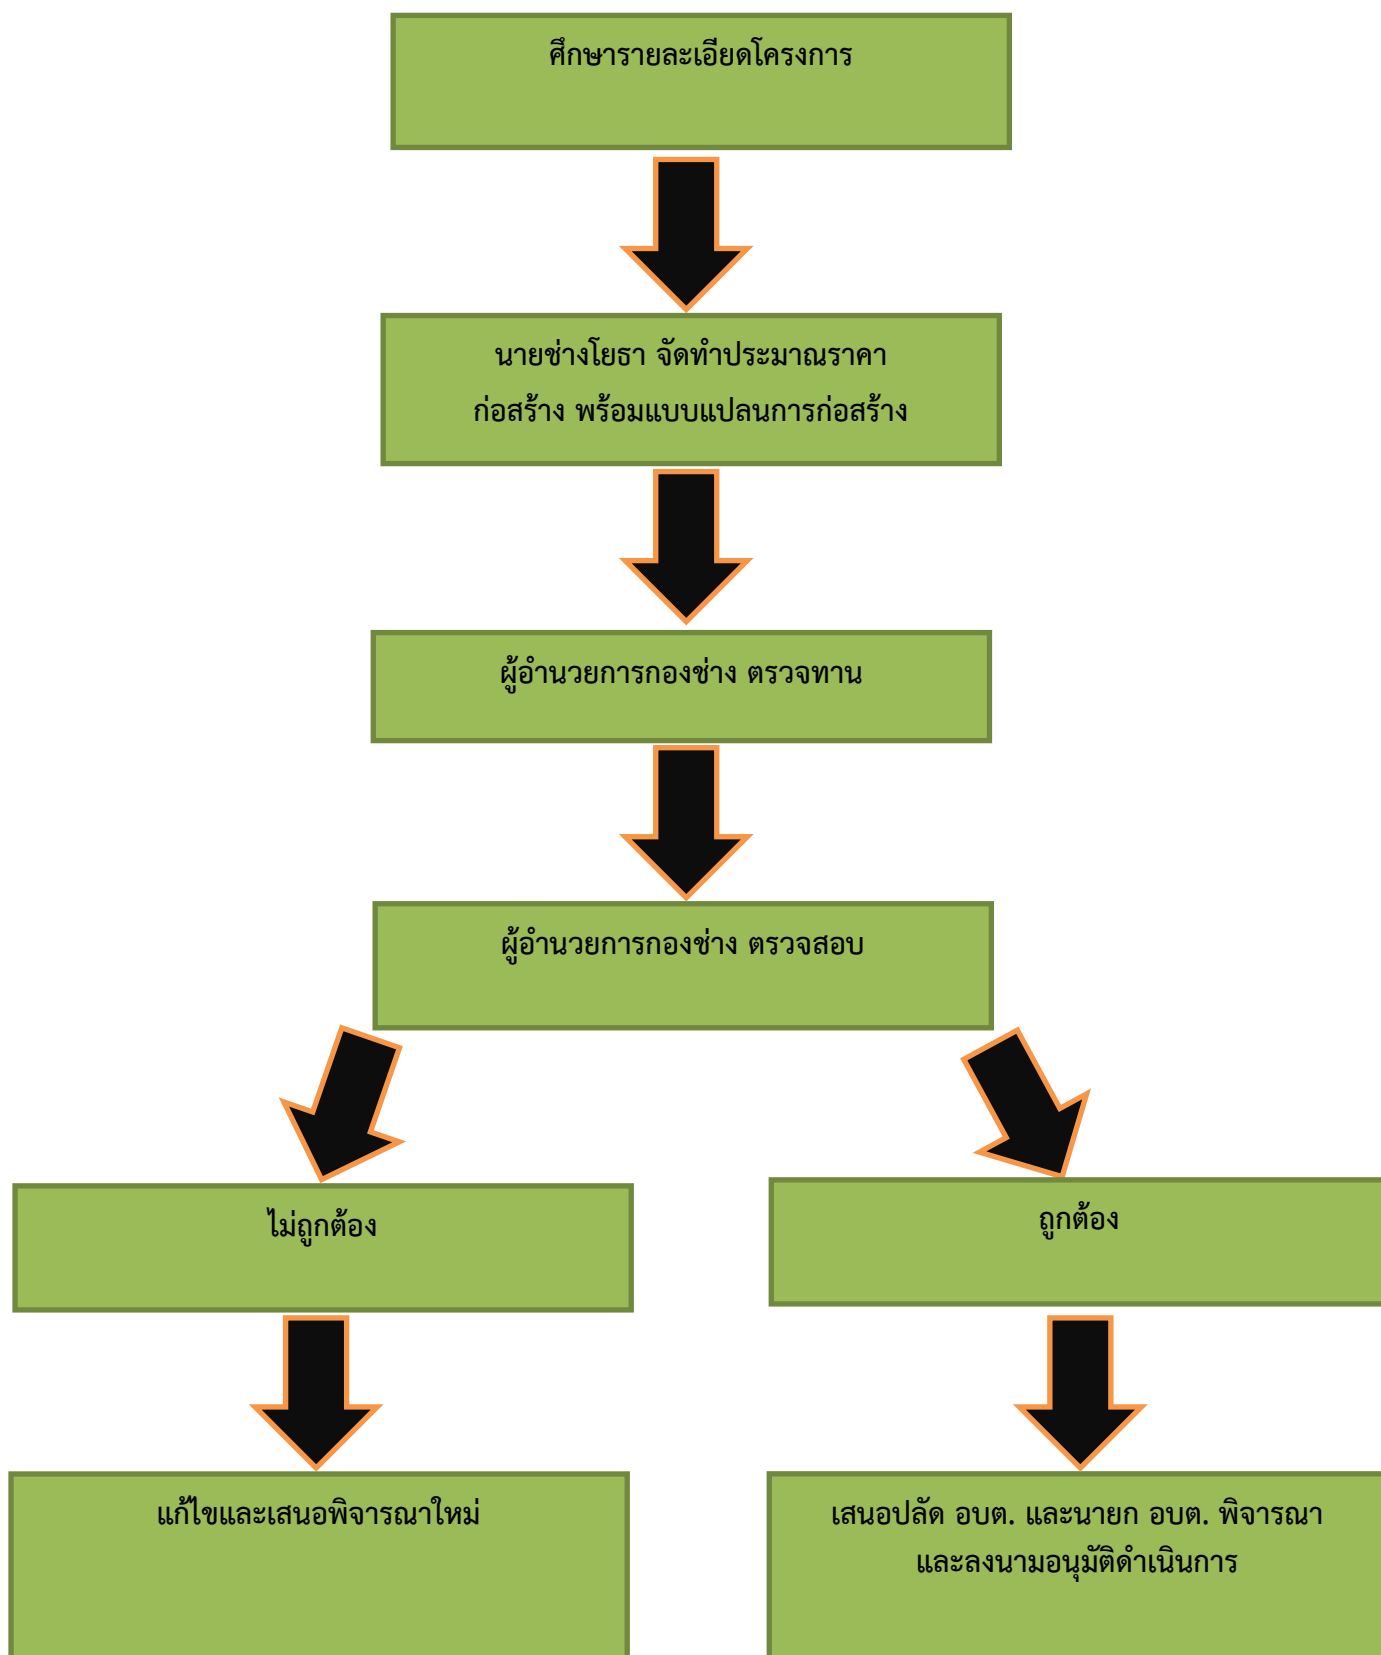 ศึกษารายละเอียดโครงการ
นายช่างโยธา จัดทำประมาณราคา
ก่อสร้าง พร้อมแบบแปลนการก่อสร้าง
ผู้อำนวยการกองช่าง ตรวจทาน
ผู้อำนวยการกองช่าง ตรวจสอบ
ไม่ถูกต้อง
ถูกต้อง
แก้ไขและเสนอพิจารณาใหม่
เสนอปลัด อบต. และนายก อบต. พิจารณา
และลงนามอนุมัติดำเนินการ